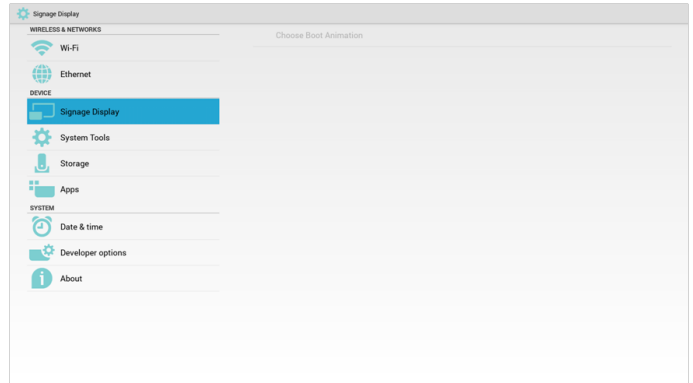 Signage Display
WIRELESS & NETWORKS
Wi-Fi
Ethernet
DEVICE
Signage Display
System Tools
Storage
Apps
SYSTEM
Date & time
Developer options
About
Choose Boot Animation